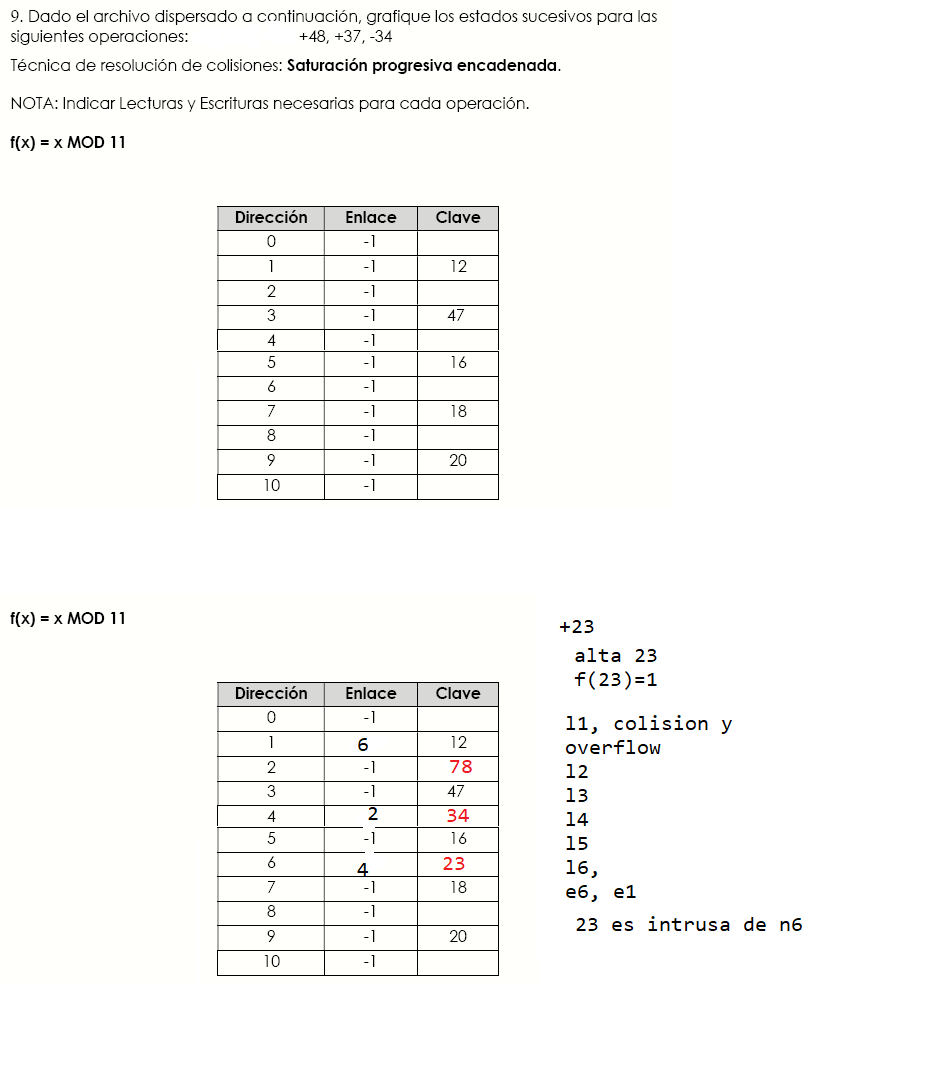 9. Dado el archivo dispersado a continuación, grafique los estados sucesivos para las
siguientes operaciones: +48, +37, -34
Técnica de resolución de colisiones: Saturación progresiva encadenada.
NOTA: Indicar Lecturas y Escrituras necesarias para cada operación.
f(x) = x MOD 11
Dirección Enlace Clave
0 -1
1 -1 12
2 -1
3 -1 47
4 -1
5 -1 16
6 -1
7 -1 18
8 -1
9 -1 20
10 -1
f(x) = x MOD 11
Dirección Enlace Clave
0 -1
1 6 12
2 -1 78
3 -1 47
4 2 34
5 -1 16
6 4 23
7 -1 18
8 -1
9 -1 20
10 -1
+23
alta 23
f(23)=1
l1, colision y
overflow
l2
l3
l4
l5
l6,
e6, e1
23 es intrusa de n6